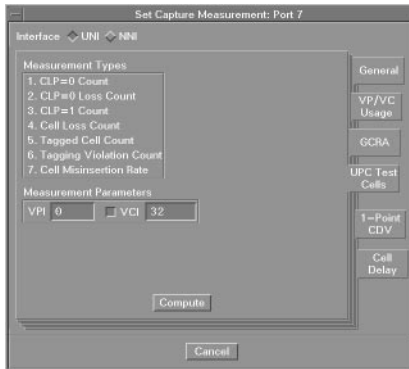 Set Capture Measurement: Port 7
Interface UNI NNI
Measurement Types
1. CLP=0 Count
2. CLP=0 Loss Count
3. CLP=1 Count
4. Cell Loss Count
5. Tagged Cell Count
6. Tagging Violation Count
7. Cell Misinsertion Rate
Measurement Parameters
VPI 0 VCI 32
Compute
General
VP/VC
Usage
GCRA
UPC Test
Cells
1-Point
CDV
Cell
Delay
Cancel